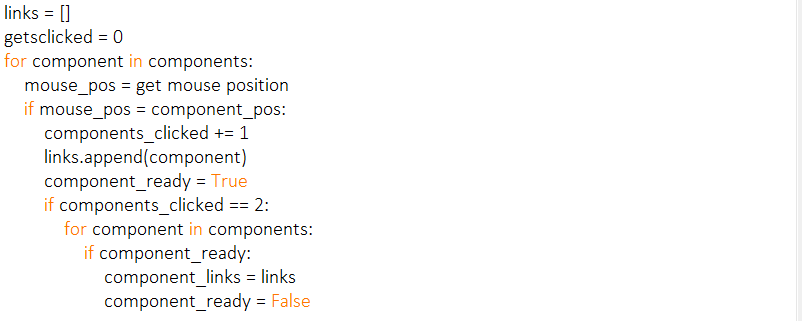 links = []
getsclicked = 0
for component in components:
    mouse_pos = get mouse position
    if mouse_pos = component_pos:
        components_clicked += 1
        links.append(component)
        component_ready = True
        if components_clicked == 2:
            for component in components:
                if component_ready:
                    component_links = links
                    component_ready = False